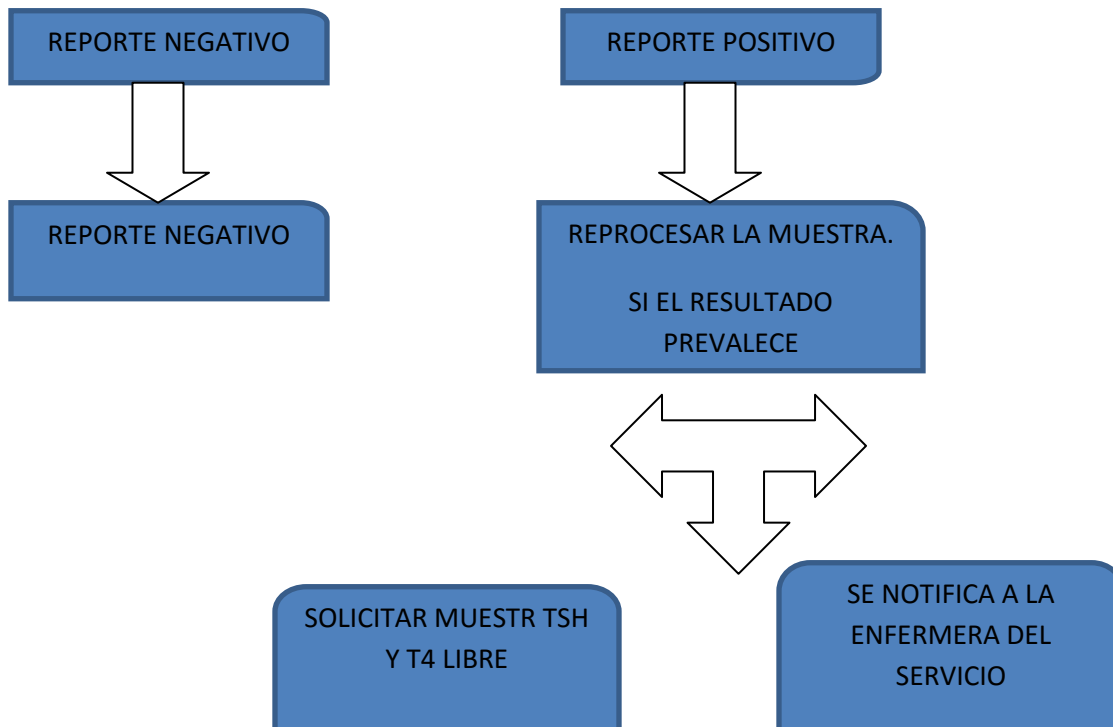 REPORTE NEGATIVO
REPORTE POSITIVO
REPORTE NEGATIVO
REPROCESAR LA MUESTRA.
SI EL RESULTADO
PREVALECE
SOLICITAR MUESTR TSH
Y T4 LIBRE
SE NOTIFICA A LA
ENFERMERA DEL
SERVICIO